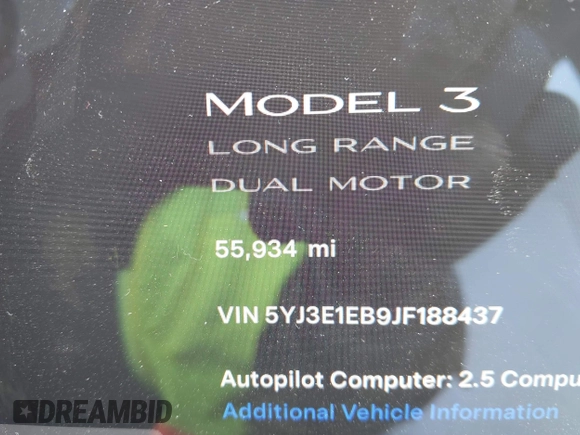 MODEL 3
LONG RANGE
DUAL MOTOR
55,934 mi
VIN 5YJ3E1EB9JF188437
Autopilot Computer: 2.5 Compu
Additional Vehicle Information
DREAMBID